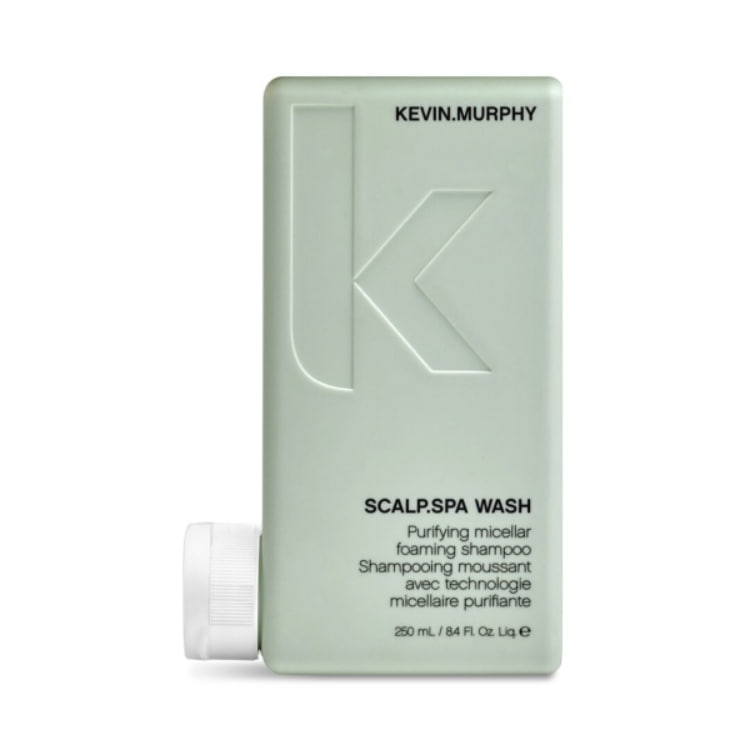 KEVIN.MURPHY
K
SCALP.SPA WASH
Purifying micellar
foaming shampoo
Shampooing moussant
avec technologie
micellaire purifiante
250 mL / 8.4 Fl. Oz. Liq. ℮